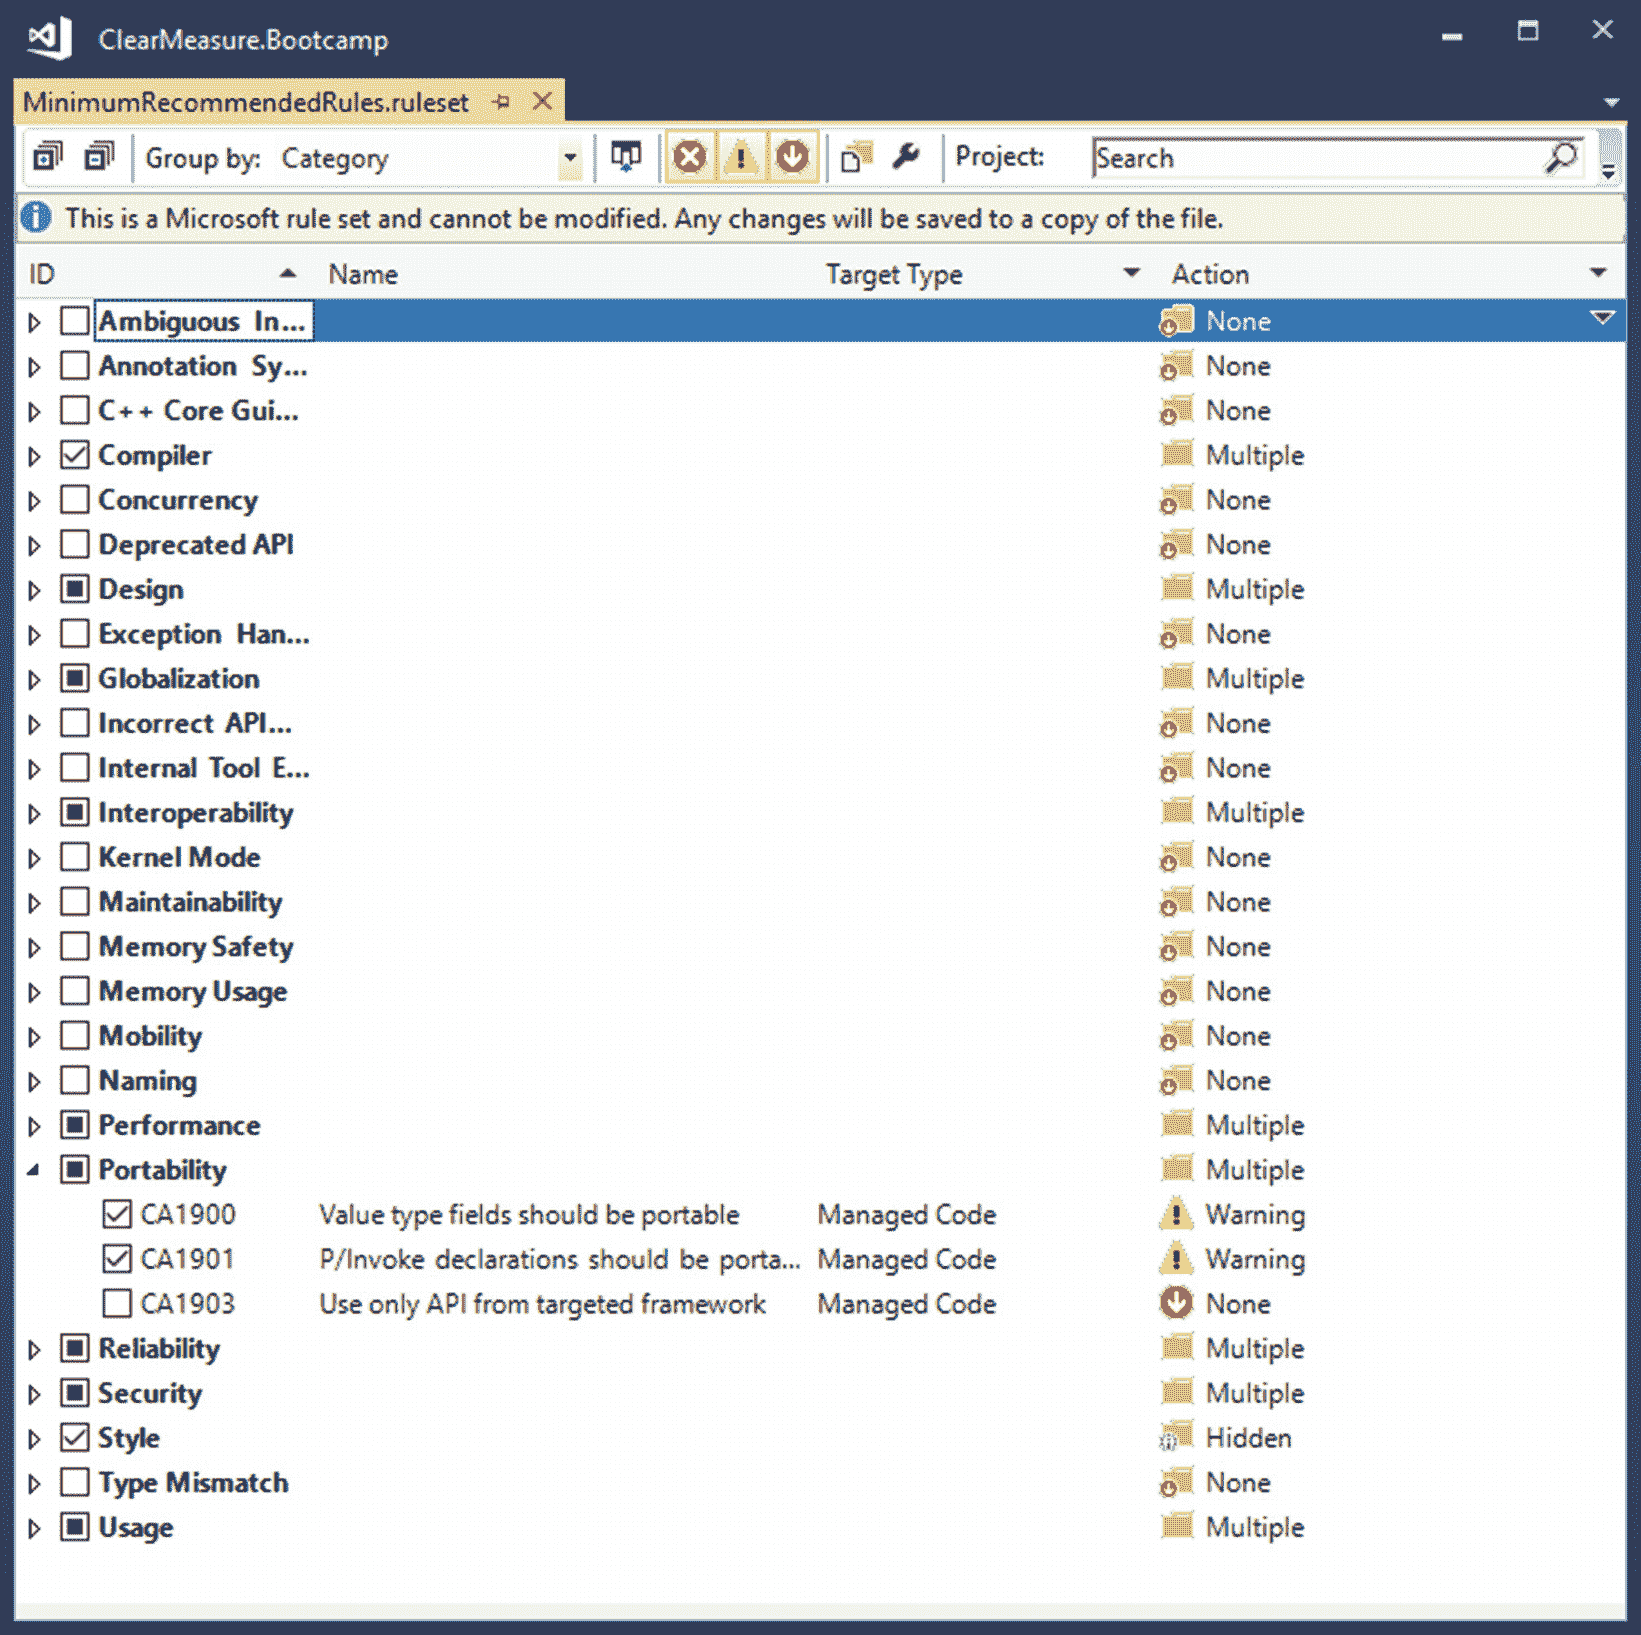 ClearMeasure.Bootcamp
MinimumRecommendedRules.ruleset
Group by: Category Project: Search
This is a Microsoft rule set and cannot be modified. Any changes will be saved to a copy of the file.
ID Name Target Type Action
Ambiguous In... None
Annotation Sy... None
C++ Core Gui... None
Compiler Multiple
Concurrency None
Deprecated API None
Design Multiple
Exception Han... None
Globalization Multiple
Incorrect API... None
Internal Tool E... None
Interoperability Multiple
Kernel Mode None
Maintainability None
Memory Safety None
Memory Usage None
Mobility None
Naming None
Performance Multiple
Portability Multiple
CA1900 Value type fields should be portable Managed Code Warning
CA1901 P/Invoke declarations should be porta... Managed Code Warning
CA1903 Use only API from targeted framework Managed Code None
Reliability Multiple
Security Multiple
Style Hidden
Type Mismatch None
Usage Multiple